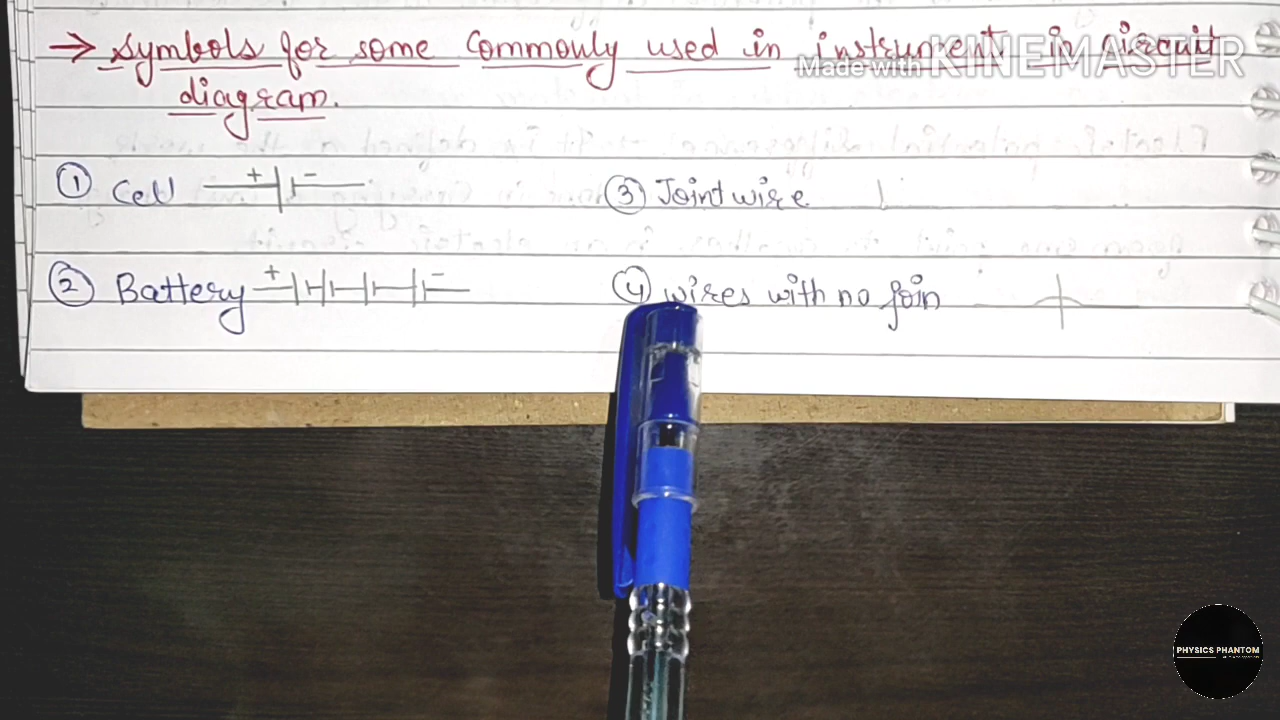 → Symbols for some Commonly used in instrument in circuit
diagram.
Made with KINEMASTER
① Cell + -
③ Joint wire
② Battery + -
④ wires with no join
PHYSICS PHANTOM